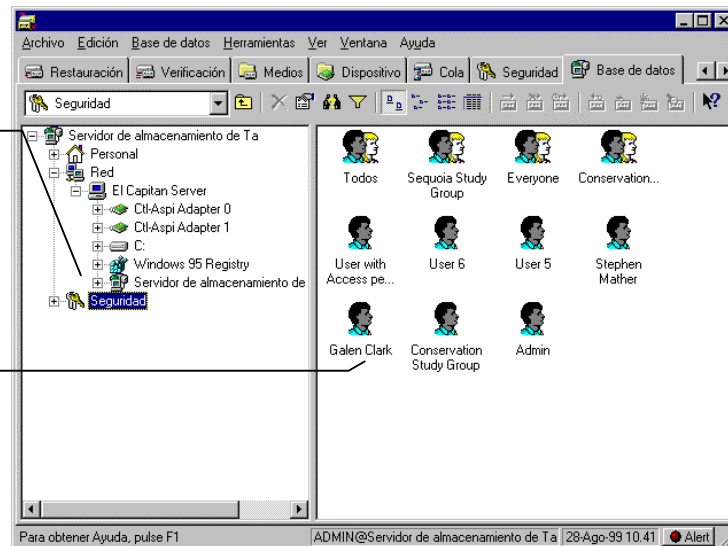 Archivo Edición Base de datos Herramientas Ver Ventana Ayuda
Restauración Verificación Medios Dispositivo Cola Seguridad Base de datos
Seguridad
Servidor de almacenamiento de Ta
Personal
Red
El Capitan Server
Ctl-Aspi Adapter 0
Ctl-Aspi Adapter 1
C:
Windows 95 Registry
Servidor de almacenamiento de
Seguridad
Todos
Sequoia Study
Group
Everyone
Conservation...
User with
Access pe...
User 6
User 5
Stephen
Mather
Galen Clark
Conservation
Study Group
Admin
Para obtener Ayuda, pulse F1
ADMIN@Servidor de almacenamiento de Ta
28-Ago-99 10.41
Alert